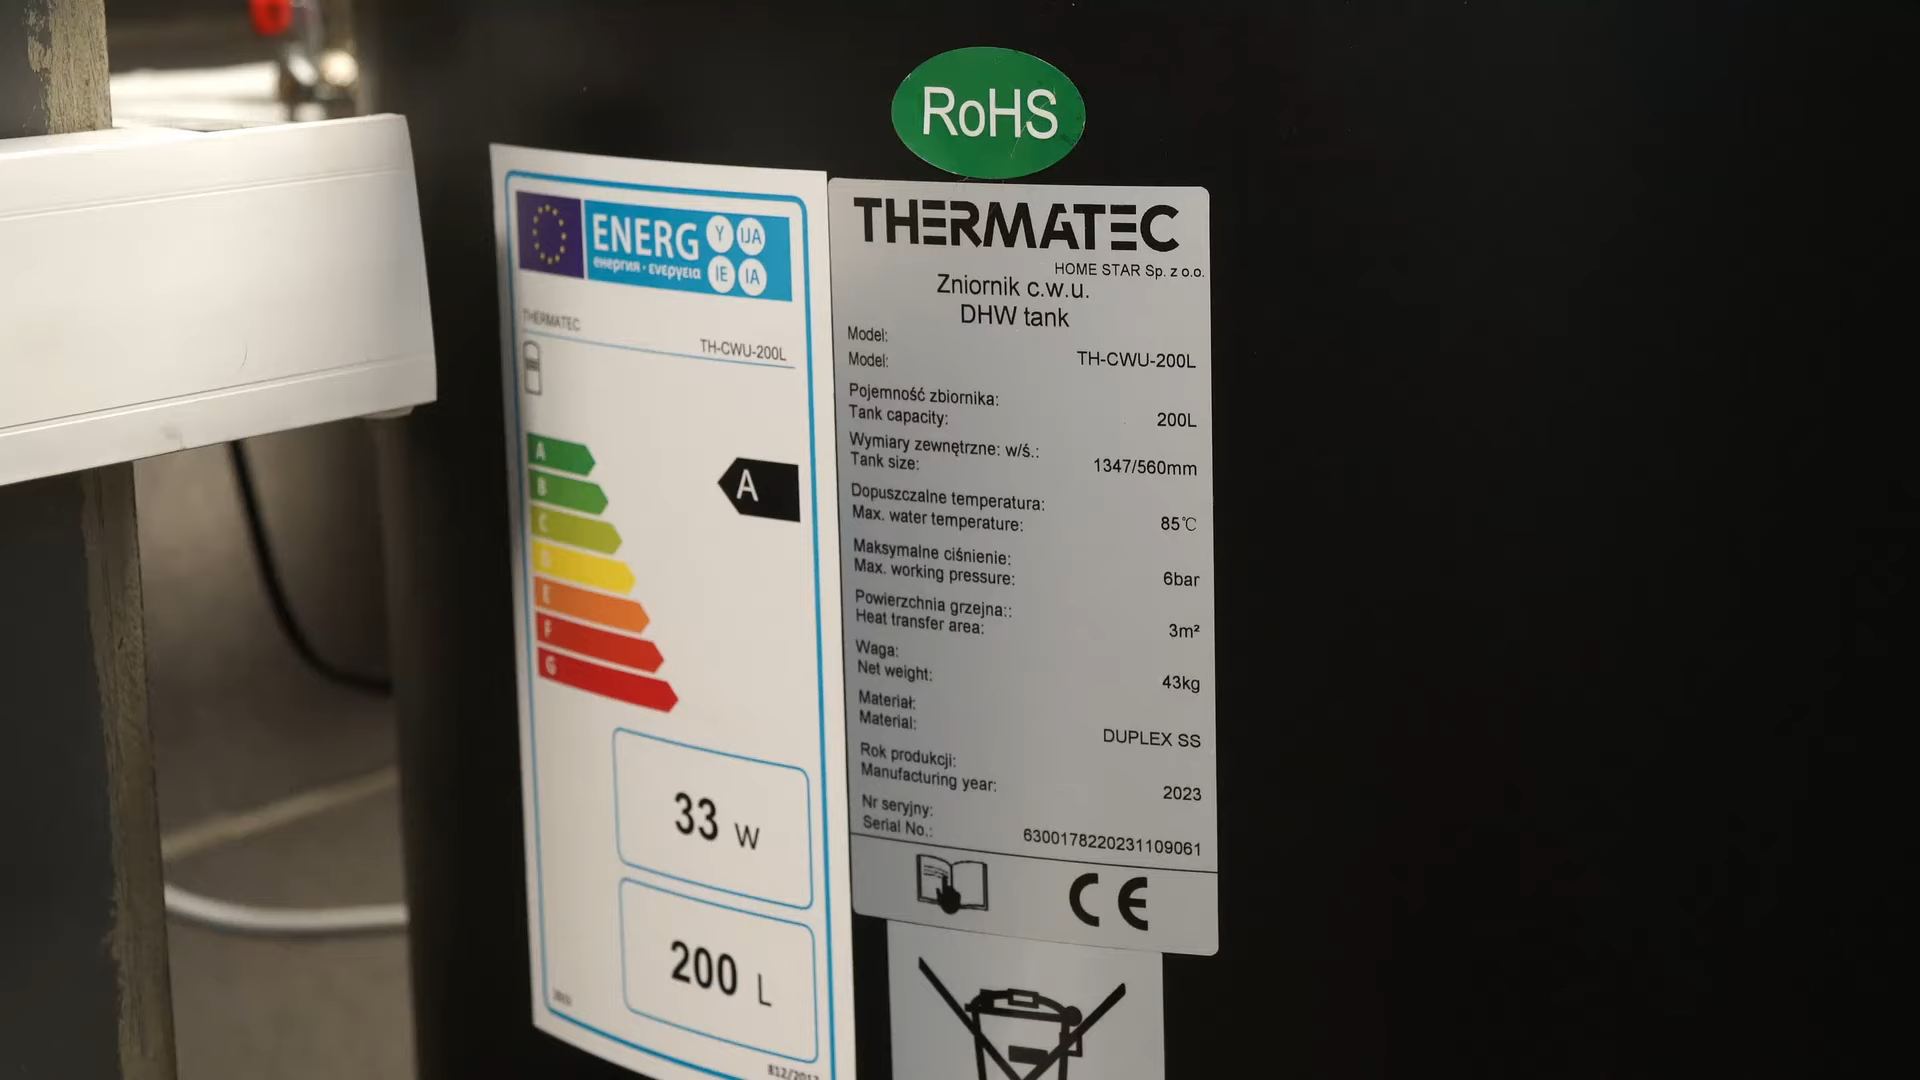 RoHS
ENERG
енергия · ενεργεια
Y IJA
IE IA
THERMATEC
TH-CWU-200L
A
B
C
D
E
F
G
A
33 W
200 L
812/2013
THERMATEC
HOME STAR Sp. z o.o.
Zniornik c.w.u.
DHW tank
Model:
Model: TH-CWU-200L
Pojemność zbiornika:
Tank capacity: 200L
Wymiary zewnętrzne: w/ś.:
Tank size: 1347/560mm
Dopuszczalne temperatura:
Max. water temperature: 85℃
Maksymalne ciśnienie:
Max. working pressure: 6bar
Powierzchnia grzejna::
Heat transfer area: 3m²
Waga:
Net weight: 43kg
Materiał:
Material: DUPLEX SS
Rok produkcji:
Manufacturing year: 2023
Nr seryjny:
Serial No.: 6300178220231109061
CE